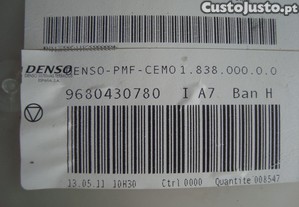 CustoJusto.pt
DENSO
DENSO-PMF-CEMO 1.838.000.0.0
9680430780 I A7 Ban H
13.05.11 10H30 Ctrl 0000 Quantite 008547